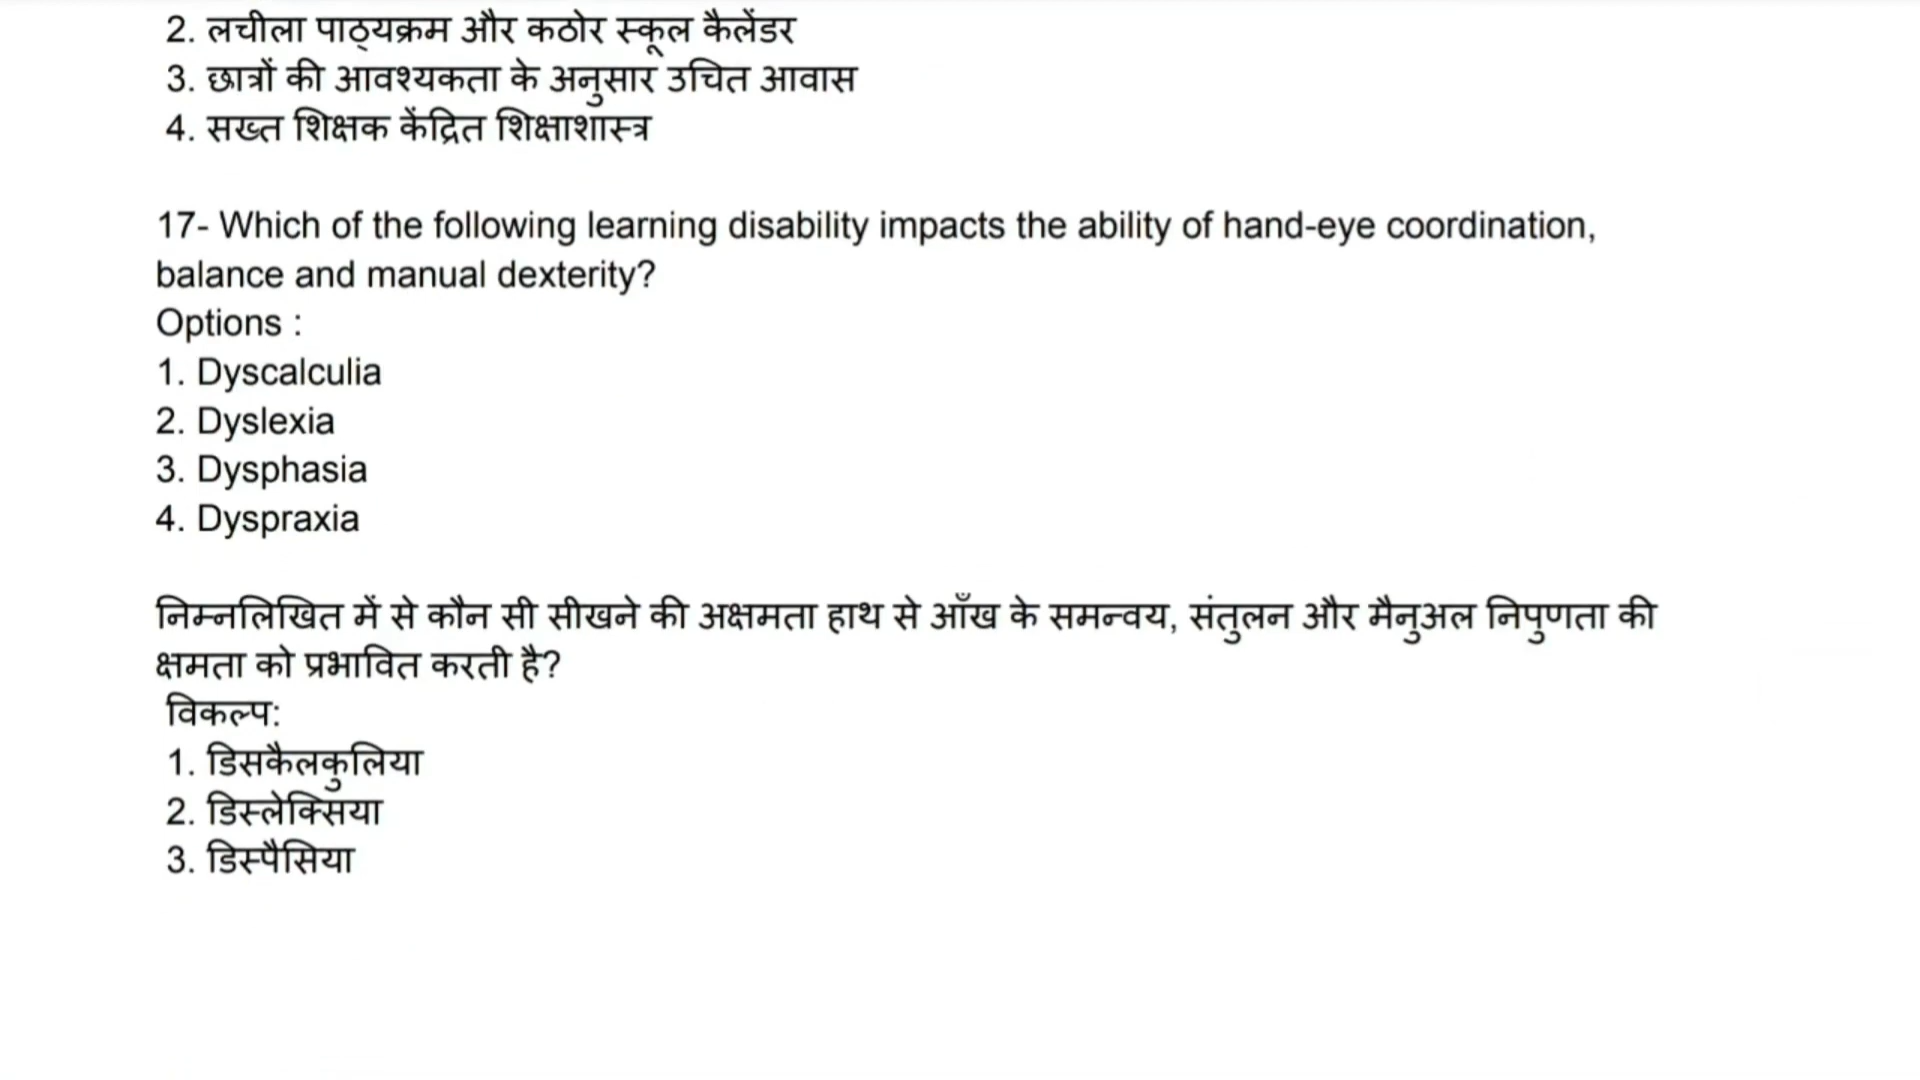 2. लचीला पाठ्यक्रम और कठोर स्कूल कैलेंडर
3. छात्रों की आवश्यकता के अनुसार उचित आवास
4. सख्त शिक्षक केंद्रित शिक्षाशास्त्र
17- Which of the following learning disability impacts the ability of hand-eye coordination,
balance and manual dexterity?
Options :
1. Dyscalculia
2. Dyslexia
3. Dysphasia
4. Dyspraxia
निम्नलिखित में से कौन सी सीखने की अक्षमता हाथ से आँख के समन्वय, संतुलन और मैनुअल निपुणता की
क्षमता को प्रभावित करती है?
विकल्प:
1. डिसकैलकुलिया
2. डिस्लेक्सिया
3. डिस्पैसिया